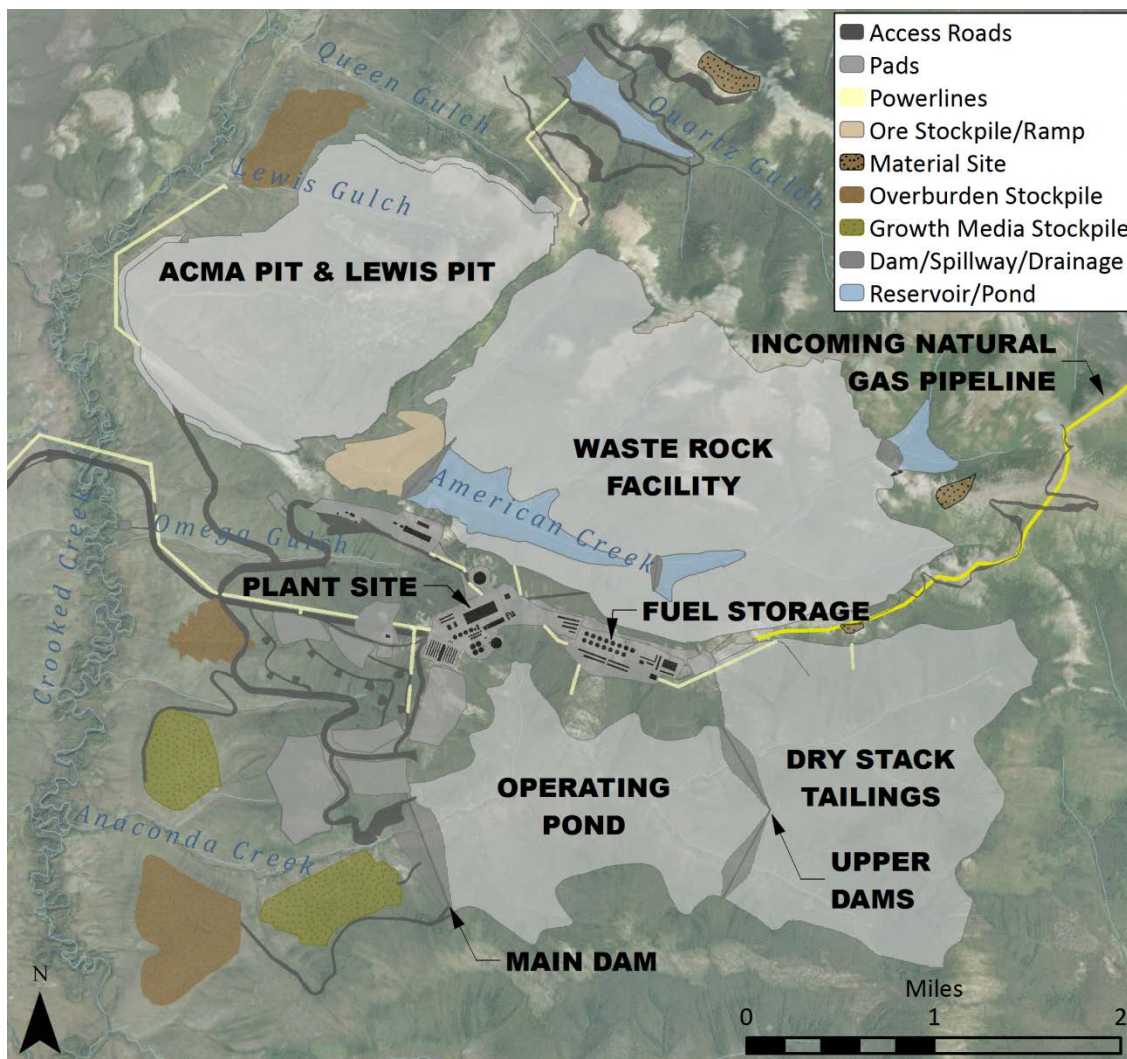 Access Roads
Pads
Powerlines
Ore Stockpile/Ramp
Material Site
Overburden Stockpile
Growth Media Stockpile
Dam/Spillway/Drainage
Reservoir/Pond
Queen Gulch
Quartz Gulch
Lewis Gulch
ACMA PIT & LEWIS PIT
INCOMING NATURAL
GAS PIPELINE
WASTE ROCK
FACILITY
American Creek
Omega Gulch
Crooked Creek
PLANT SITE
FUEL STORAGE
OPERATING
POND
DRY STACK
TAILINGS
Anaconda Creek
UPPER
DAMS
MAIN DAM
N
Miles
0 1 2